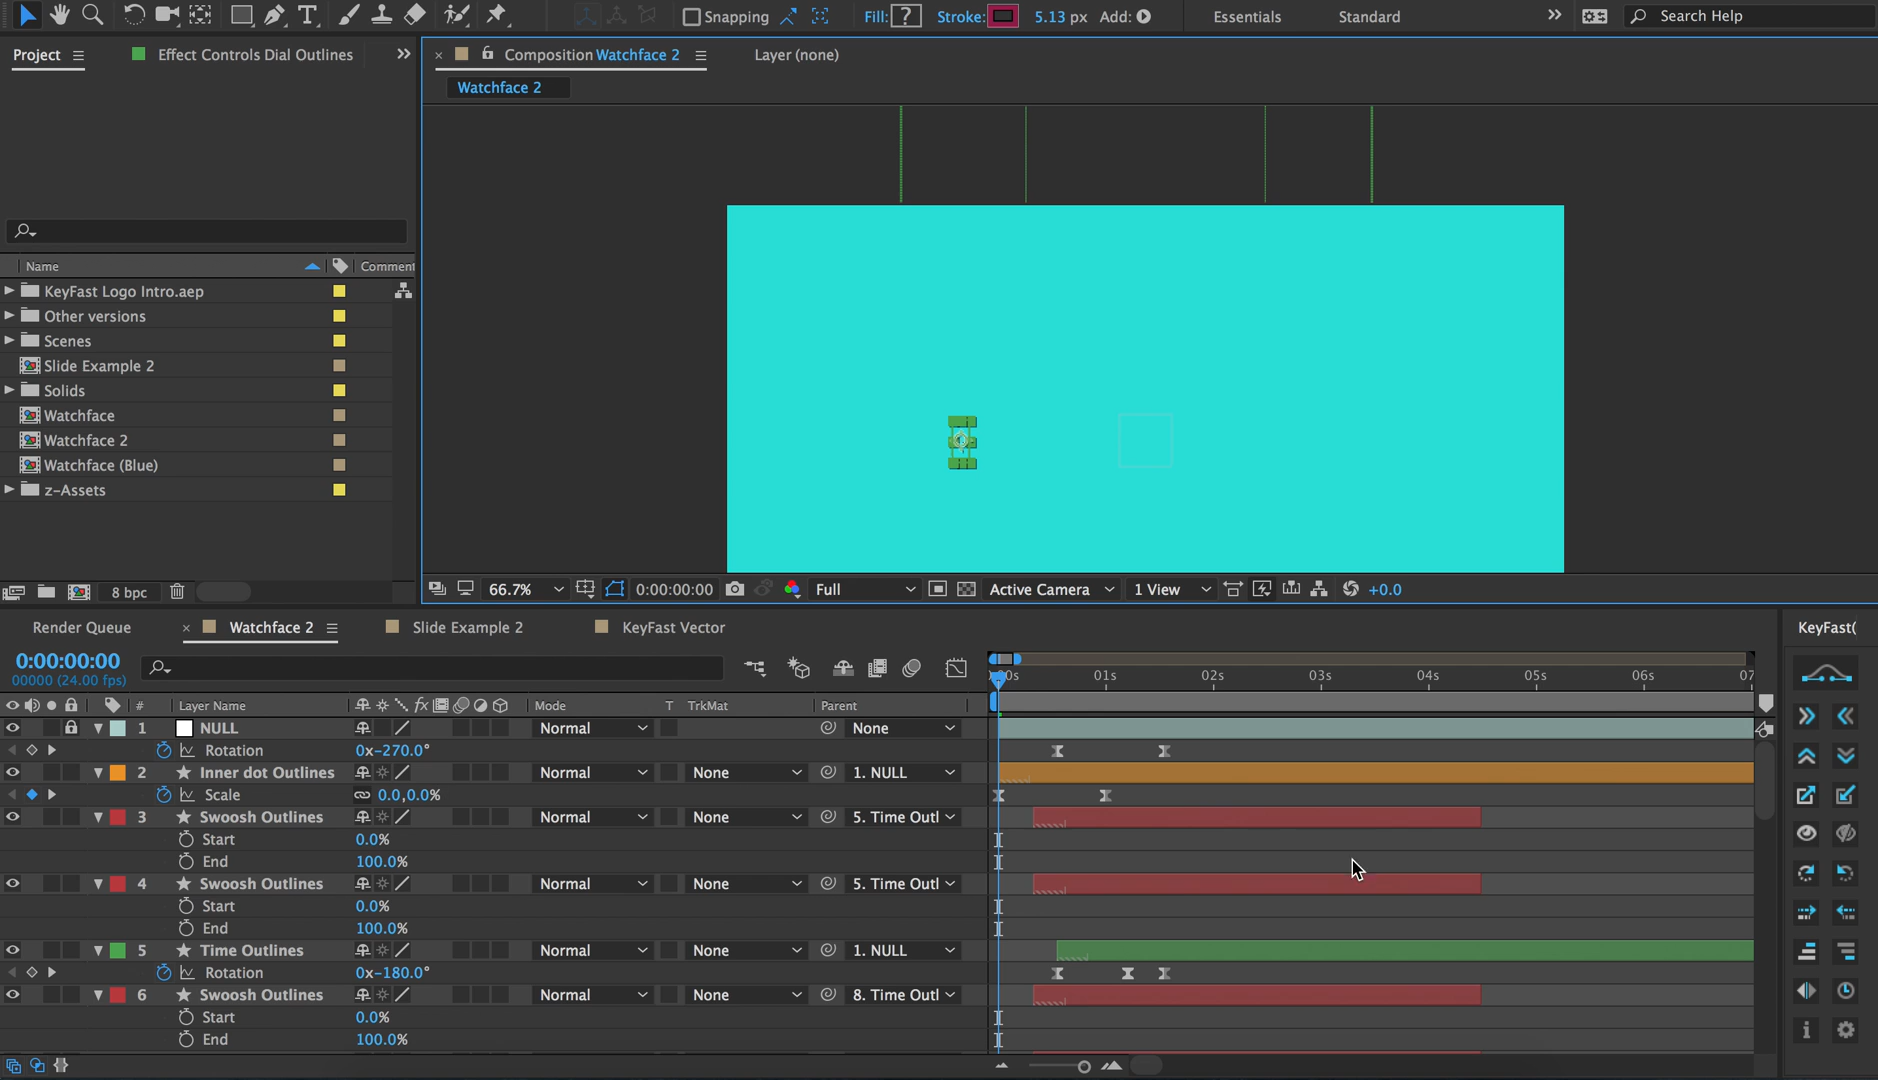 Snapping
Fill: ?
Stroke:
5.13 px
Add:
Essentials
Standard
Search Help
Project
Effect Controls Dial Outlines
Composition Watchface 2
Layer (none)
Watchface 2
Name
Comment
KeyFast Logo Intro.aep
Other versions
Scenes
Slide Example 2
Solids
Watchface
Watchface 2
Watchface (Blue)
z-Assets
8 bpc
66.7%
0:00:00:00
Full
Active Camera
1 View
+0.0
Render Queue
Watchface 2
Slide Example 2
KeyFast Vector
KeyFast(
0:00:00:00
00000 (24.00 fps)
01s
02s
03s
04s
05s
06s
07
#
Layer Name
fx
Mode
T
TrkMat
Parent
1
NULL
Normal
None
Rotation
0x-270.0°
2
Inner dot Outlines
Normal
None
1. NULL
Scale
0.0,0.0%
3
Swoosh Outlines
Normal
None
5. Time Outl
Start
0.0%
End
100.0%
4
Swoosh Outlines
Normal
None
5. Time Outl
Start
0.0%
End
100.0%
5
Time Outlines
Normal
None
1. NULL
Rotation
0x-180.0°
6
Swoosh Outlines
Normal
None
8. Time Outl
Start
0.0%
End
100.0%